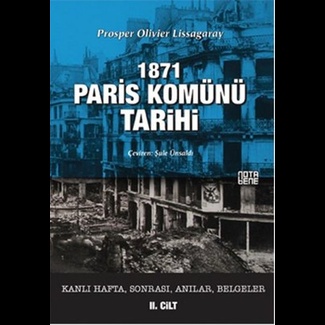 Prosper Olivier Lissagaray
1871
PARİS KOMÜNÜ
TARİHİ
Çeviren: Şule Ünsaldı
NOTA
BENE
KANLI HAFTA, SONRASI, ANILAR, BELGELER
II. CİLT